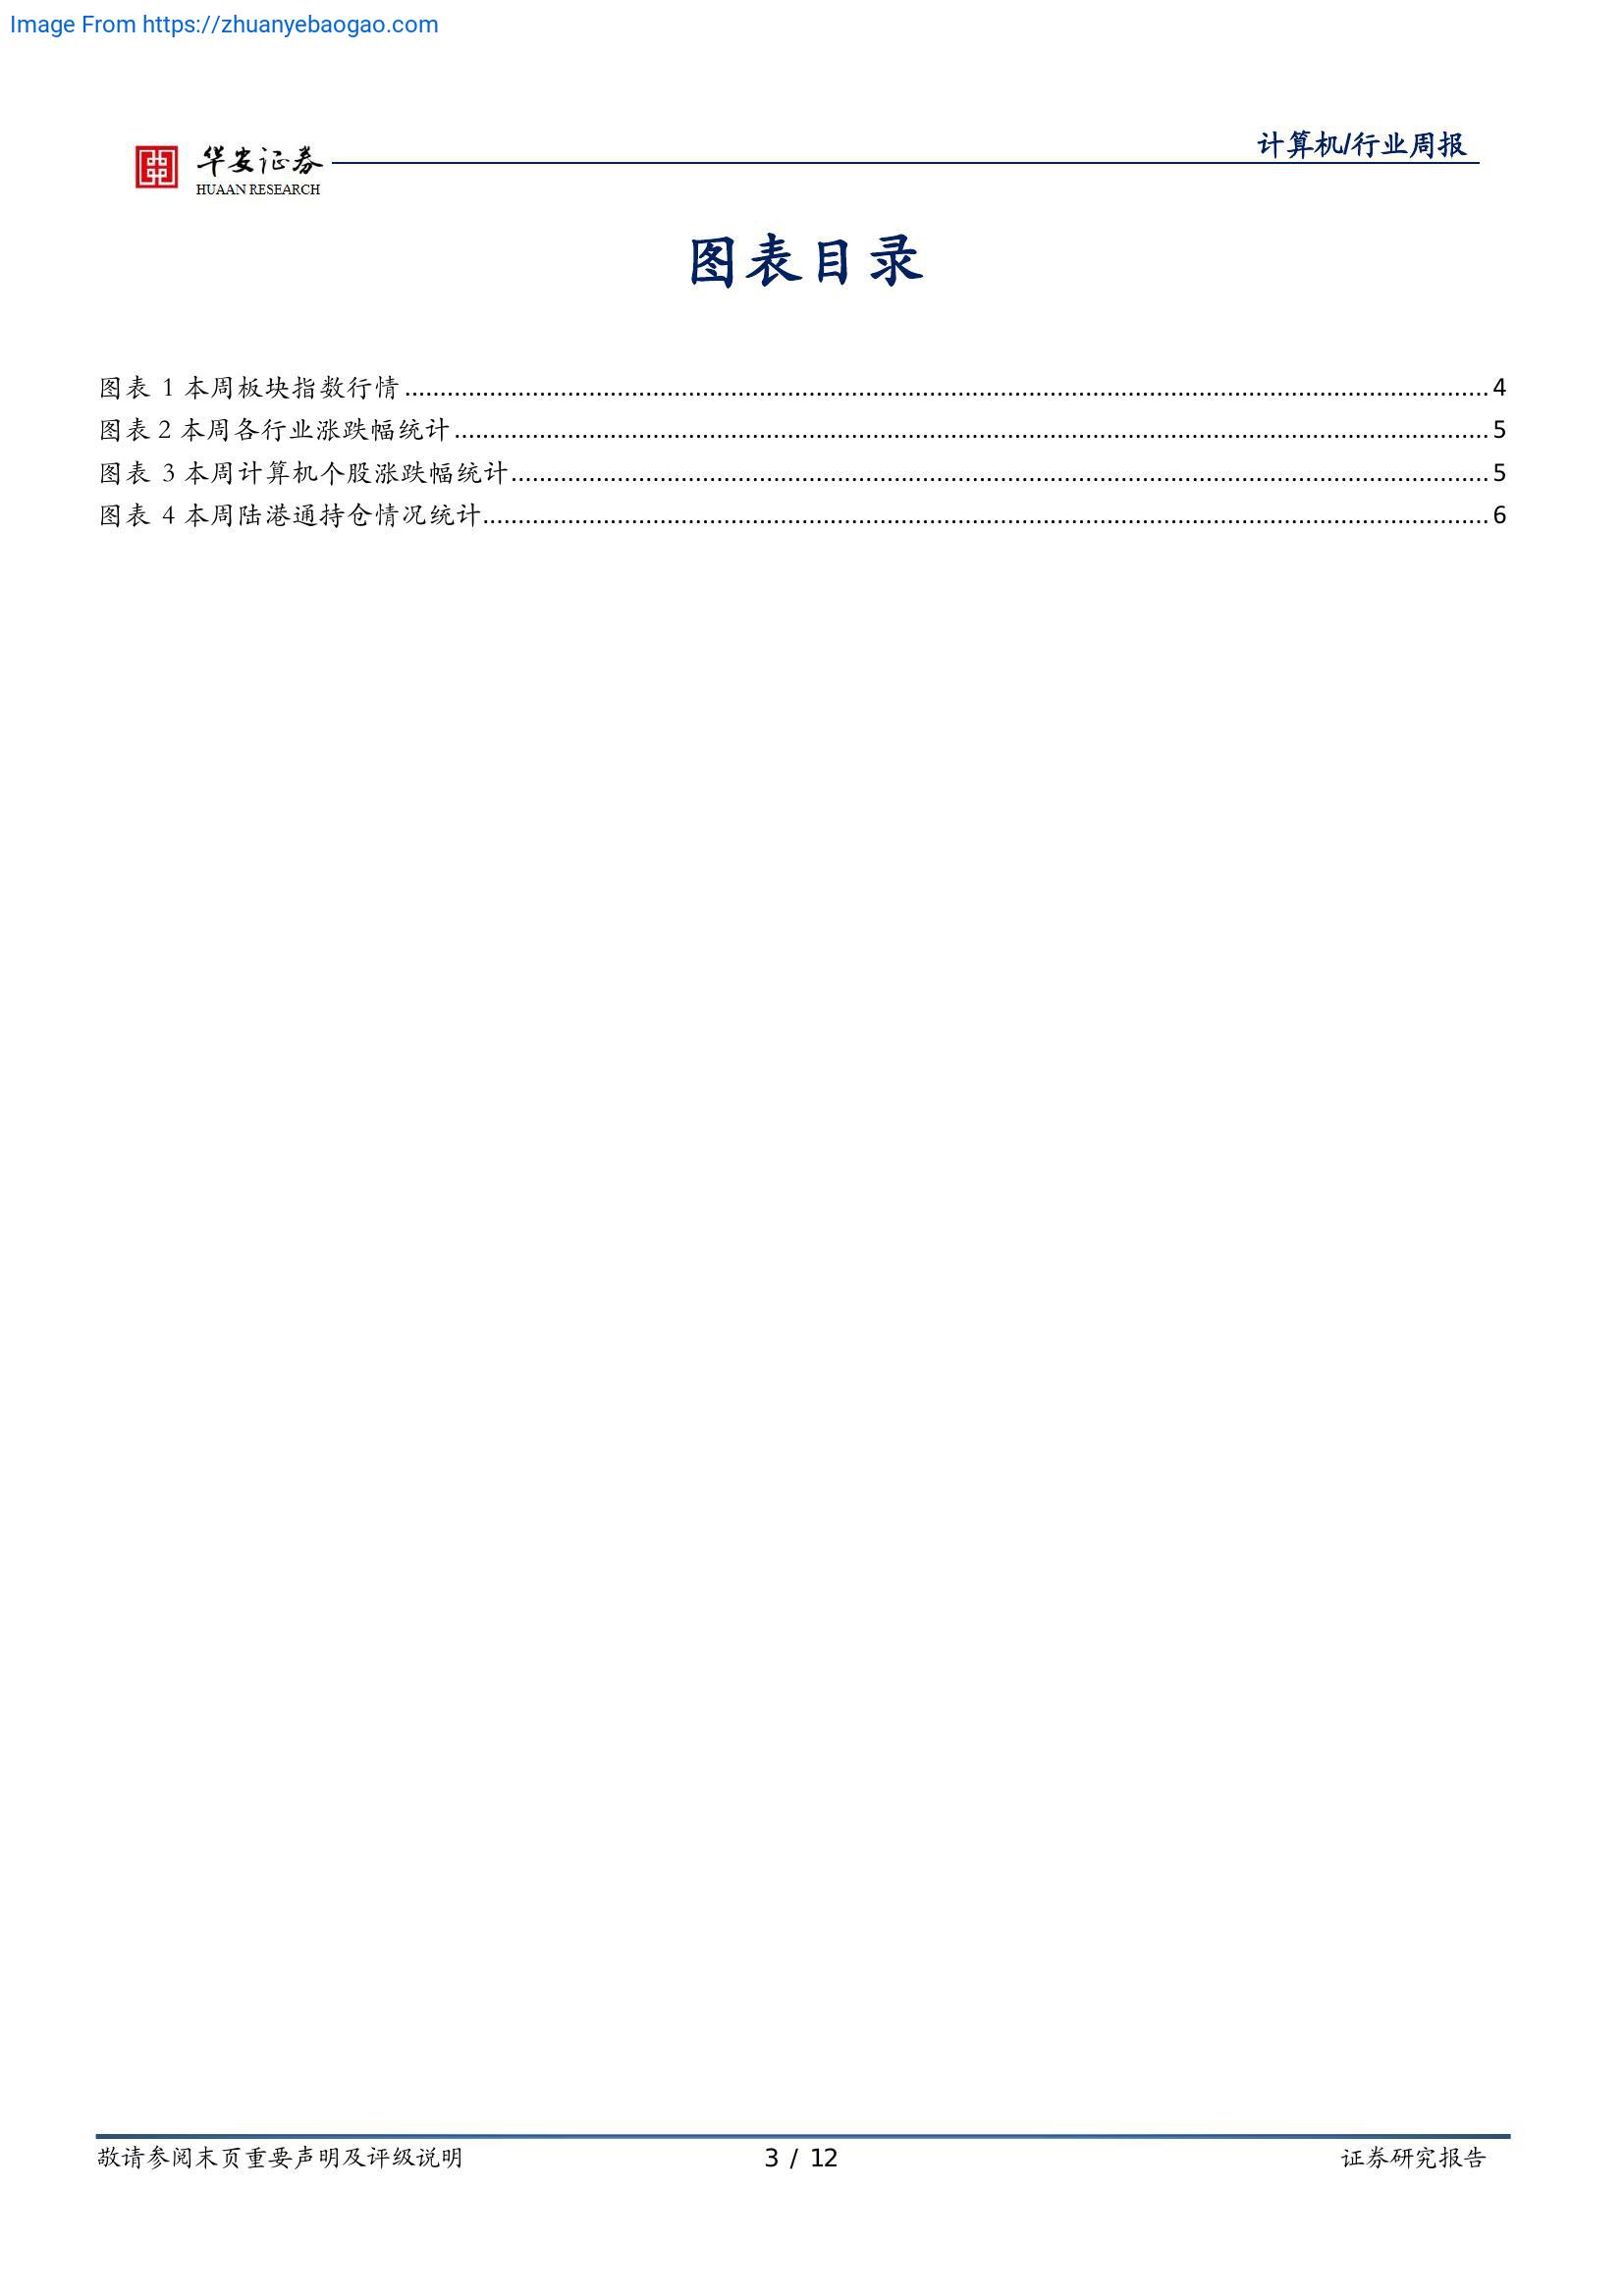 Image From https://zhuanyebaogao.com
华安证券
HUAAN RESEARCH
计算机/行业周报
图表目录
图表 1 本周板块指数行情........................................................................................................4
图表 2 本周各行业涨跌幅统计........................................................................................................5
图表 3 本周计算机个股涨跌幅统计........................................................................................................5
图表 4 本周陆港通持仓情况统计........................................................................................................6
敬请参阅末页重要声明及评级说明 3 / 12 证券研究报告